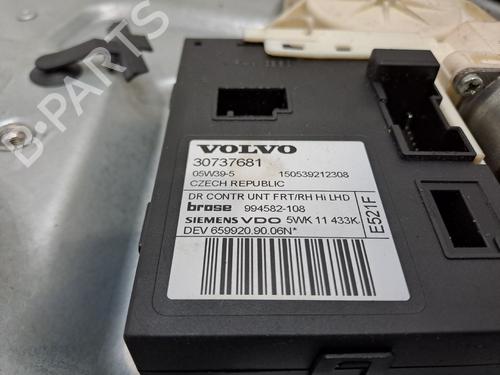 B-PARTS
VOLVO
30737681
05W39-5 150539212308
CZECH REPUBLIC
DR CONTR UNT FRT/RH Hi LHD
brose 994582-108
SIEMENS VDO 5WK 11 433K
DEV 659920.90.06N*
E521F